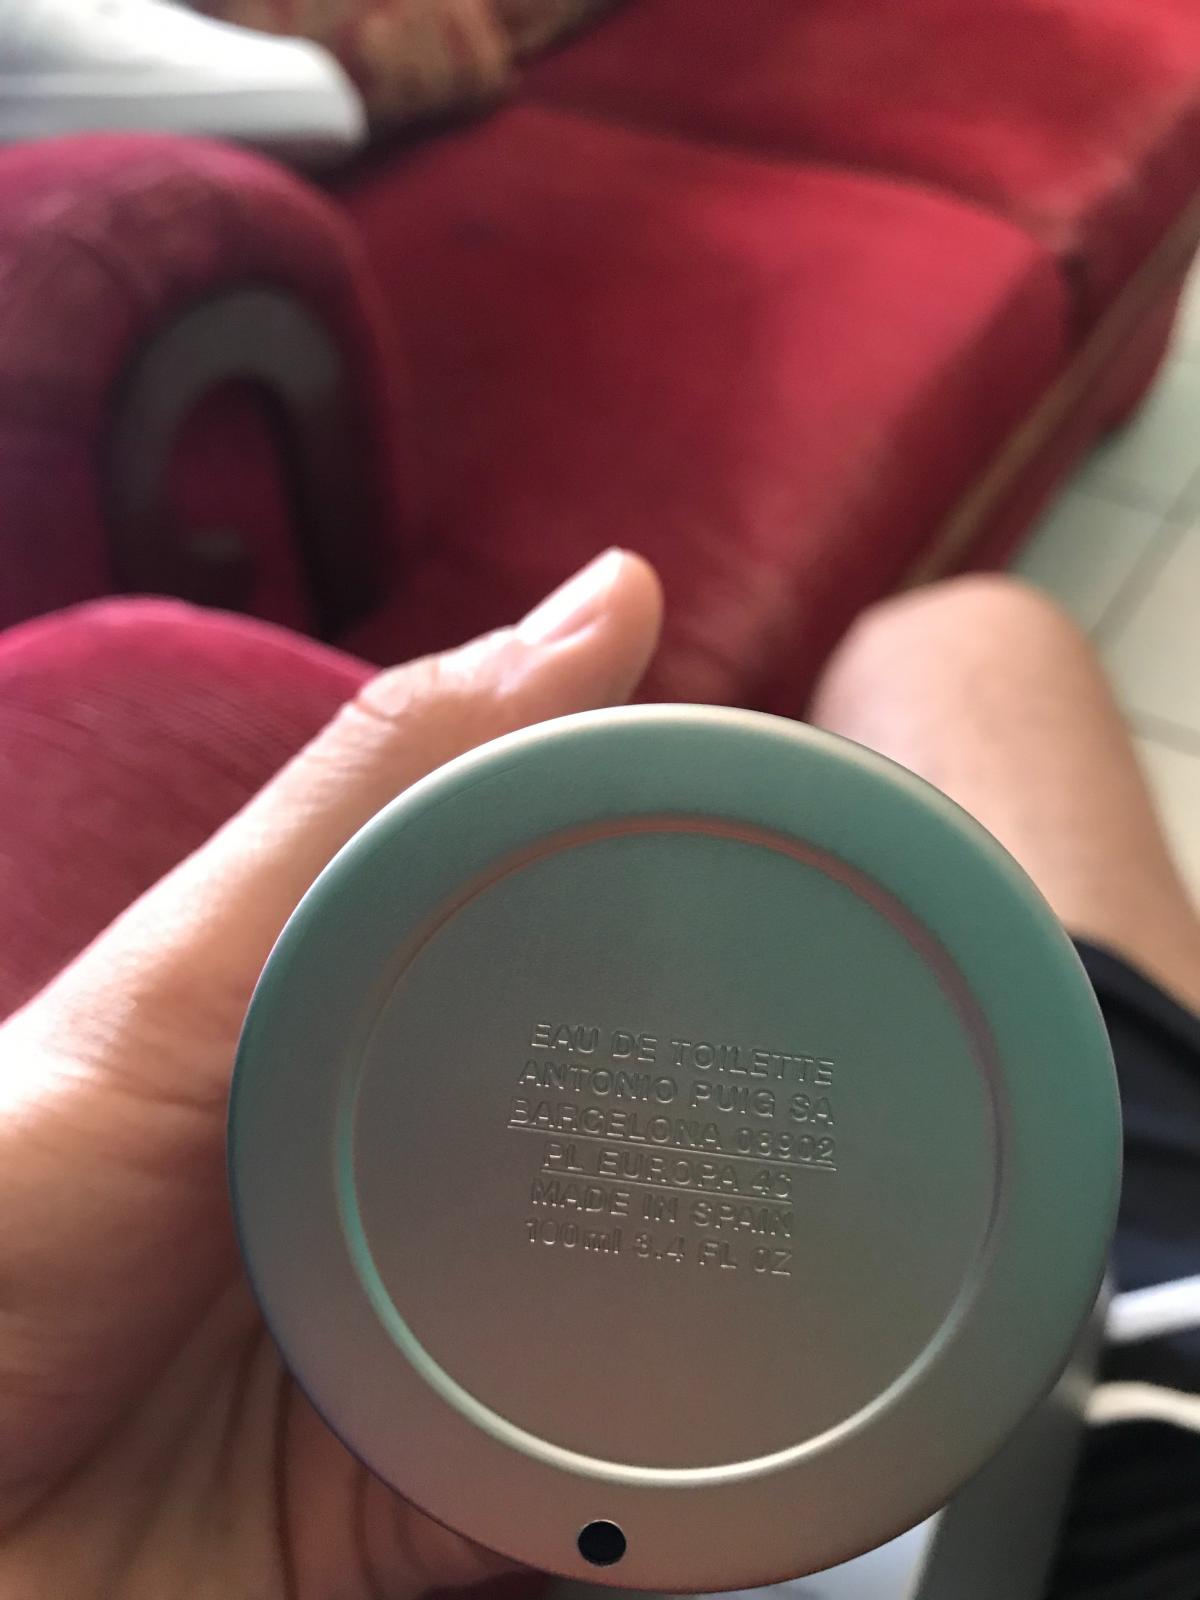 EAU DE TOILETTE
ANTONIO PUIG SA
BARCELONA 08902
PL EUROPA 46
MADE IN SPAIN
100ml 3.4 FL OZ